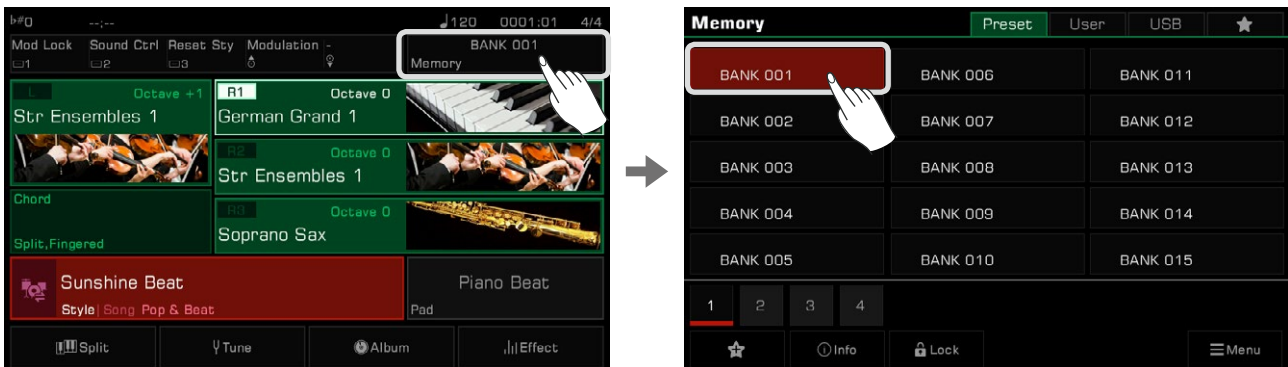 ♭#0 --;-- ♩120 0001:01 4/4
Mod Lock Sound Ctrl Reset Sty Modulation - BANK 001
1 2 3 Memory
L Octave +1
Str Ensembles 1
R1 Octave 0
German Grand 1
R2 Octave 0
Str Ensembles 1
Chord
Split,Fingered
R3 Octave 0
Soprano Sax
Sunshine Beat
Style|Song Pop & Beat
Piano Beat
Pad
Split Tune Album Effect
Memory Preset User USB
BANK 001 BANK 006 BANK 011
BANK 002 BANK 007 BANK 012
BANK 003 BANK 008 BANK 013
BANK 004 BANK 009 BANK 014
BANK 005 BANK 010 BANK 015
1 2 3 4
Info Lock Menu